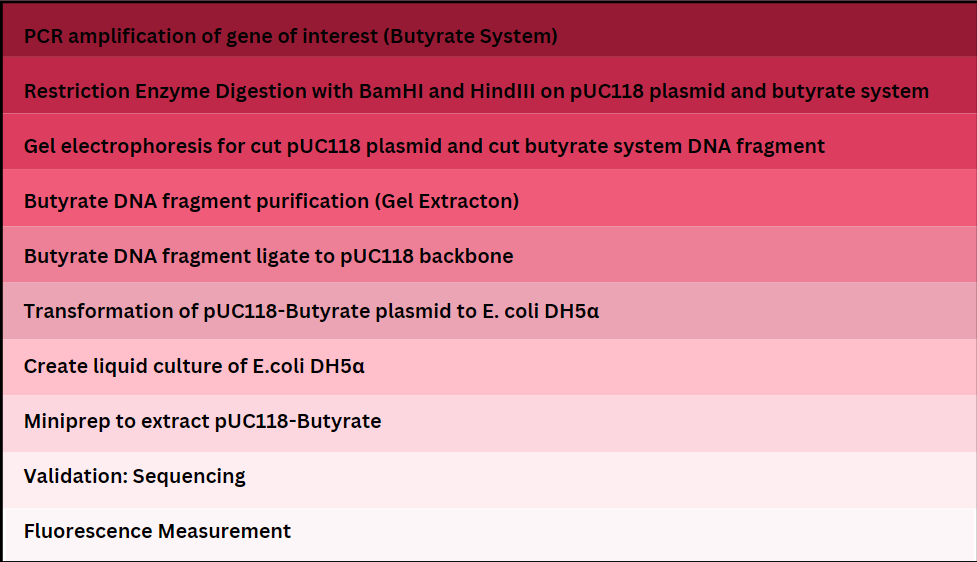 PCR amplification of gene of interest (Butyrate System)
Restriction Enzyme Digestion with BamHI and HindIII on pUC118 plasmid and butyrate system
Gel electrophoresis for cut pUC118 plasmid and cut butyrate system DNA fragment
Butyrate DNA fragment purification (Gel Extracton)
Butyrate DNA fragment ligate to pUC118 backbone
Transformation of pUC118-Butyrate plasmid to E. coli DH5α
Create liquid culture of E.coli DH5α
Miniprep to extract pUC118-Butyrate
Validation: Sequencing
Fluorescence Measurement